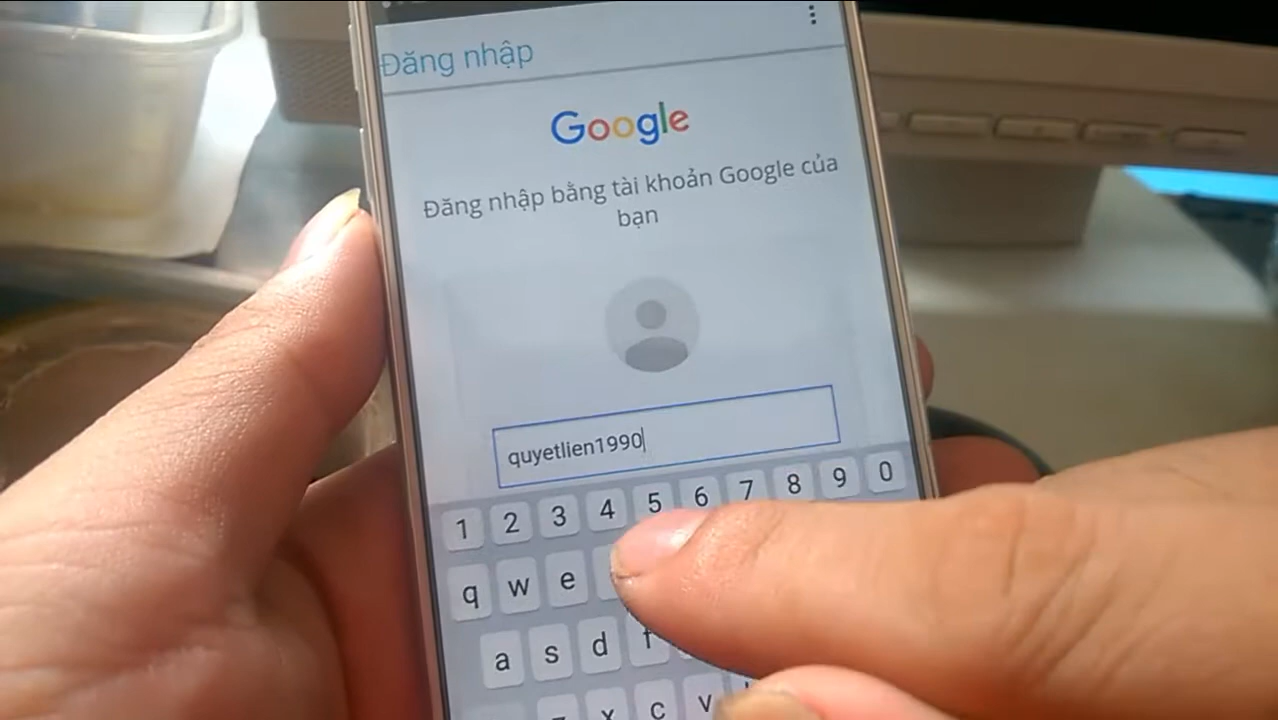 Đăng nhập
Google
Đăng nhập bằng tài khoản Google của
bạn
quyetlien1990
1 2 3 4 5 6 7 8 9 0
q w e
a s d f
x c v